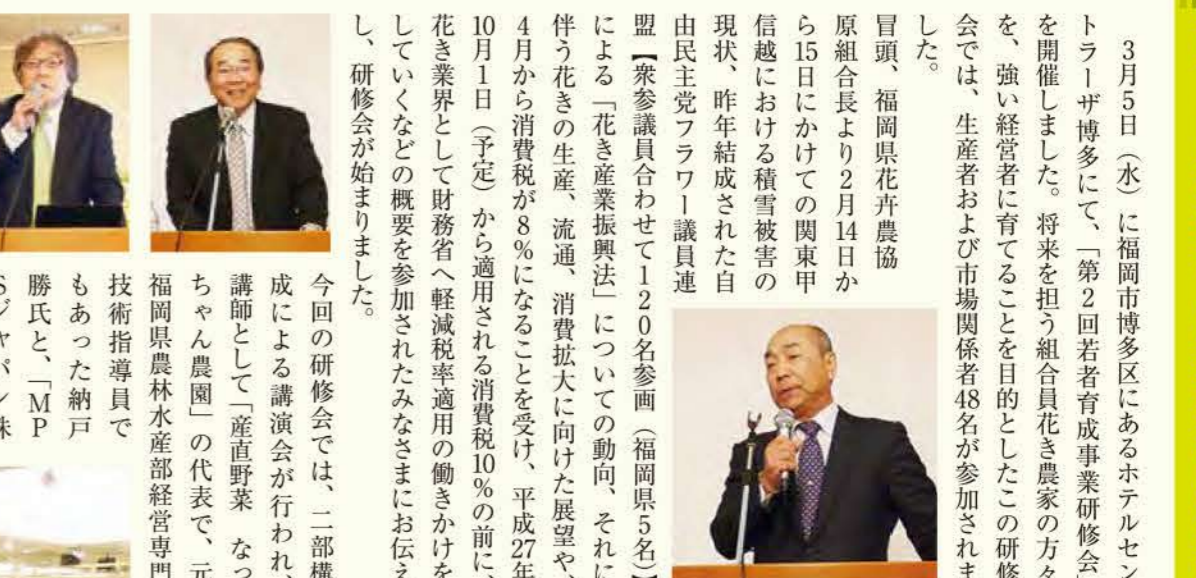 3月5日（水）に福岡市博多区にあるホテルセン
トラーザ博多にて、「第2回若者育成事業研修会
を開催しました。将来を担う組合員花き農家の方々
を、強い経営者に育てることを目的としたこの研修
会では、生産者および市場関係者48名が参加されま
した。
冒頭、福岡県花卉農協
原組合長より2月14日か
ら15日にかけての関東甲
信越における積雪被害の
現状、昨年結成された自
由民主党フラワー議員連
盟【衆参議員合わせて120名参画（福岡県5名）】
による「花き産業振興法」についての動向、それに
伴う花きの生産、流通、消費拡大に向けた展望や、
4月から消費税が8%になることを受け、平成27年
10月1日（予定）から適用される消費税10%の前に、
花き業界として財務省へ軽減税率適用の働きかけを
していくなどの概要を参加されたみなさまにお伝え
し、研修会が始まりました。
今回の研修会では、二部構
成による講演会が行われ、
講師として「産直野菜　なっ
ちゃん農園」の代表で、元
福岡県農林水産部経営専門
技術指導員で
もあった納戸
勝氏と、「MP
Sジャパン株